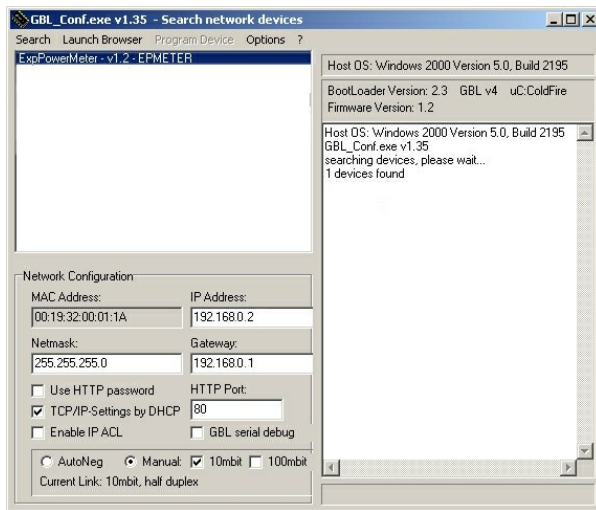 GBL_Conf.exe v1.35 - Search network devices
Search Launch Browser Program Device Options ?
ExpPowerMeter - v1.2 - EPMETER
Host OS: Windows 2000 Version 5.0, Build 2195
BootLoader Version: 2.3 GBL v4 uC:ColdFire
Firmware Version: 1.2
Host OS: Windows 2000 Version 5.0, Build 2195
GBL_Conf.exe v1.35
searching devices, please wait...
1 devices found
Network Configuration
MAC Address: IP Address:
00:19:32:00:01:1A 192.168.0.2
Netmask: Gateway:
255.255.255.0 192.168.0.1
Use HTTP password HTTP Port:
TCP/IP-Settings by DHCP 80
Enable IP ACL GBL serial debug
AutoNeg Manual: 10mbit 100mbit
Current Link: 10mbit, half duplex